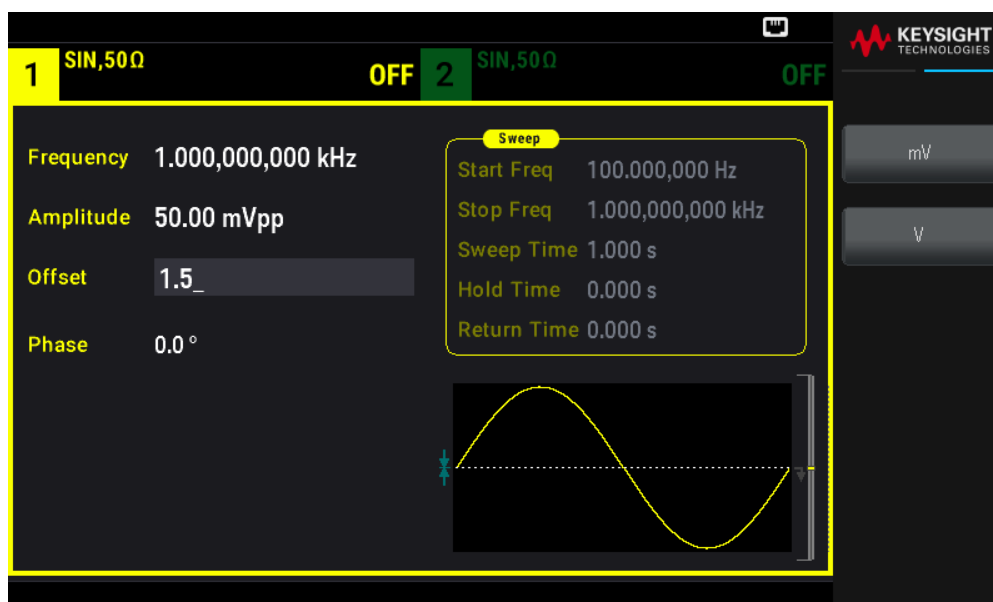 KEYSIGHT
TECHNOLOGIES
1 SIN,50Ω OFF 2 SIN,50Ω OFF
Frequency 1.000,000,000 kHz
Amplitude 50.00 mVpp
Offset 1.5_
Phase 0.0 °
Sweep
Start Freq 100.000,000 Hz
Stop Freq 1.000,000,000 kHz
Sweep Time 1.000 s
Hold Time 0.000 s
Return Time 0.000 s
mV
V